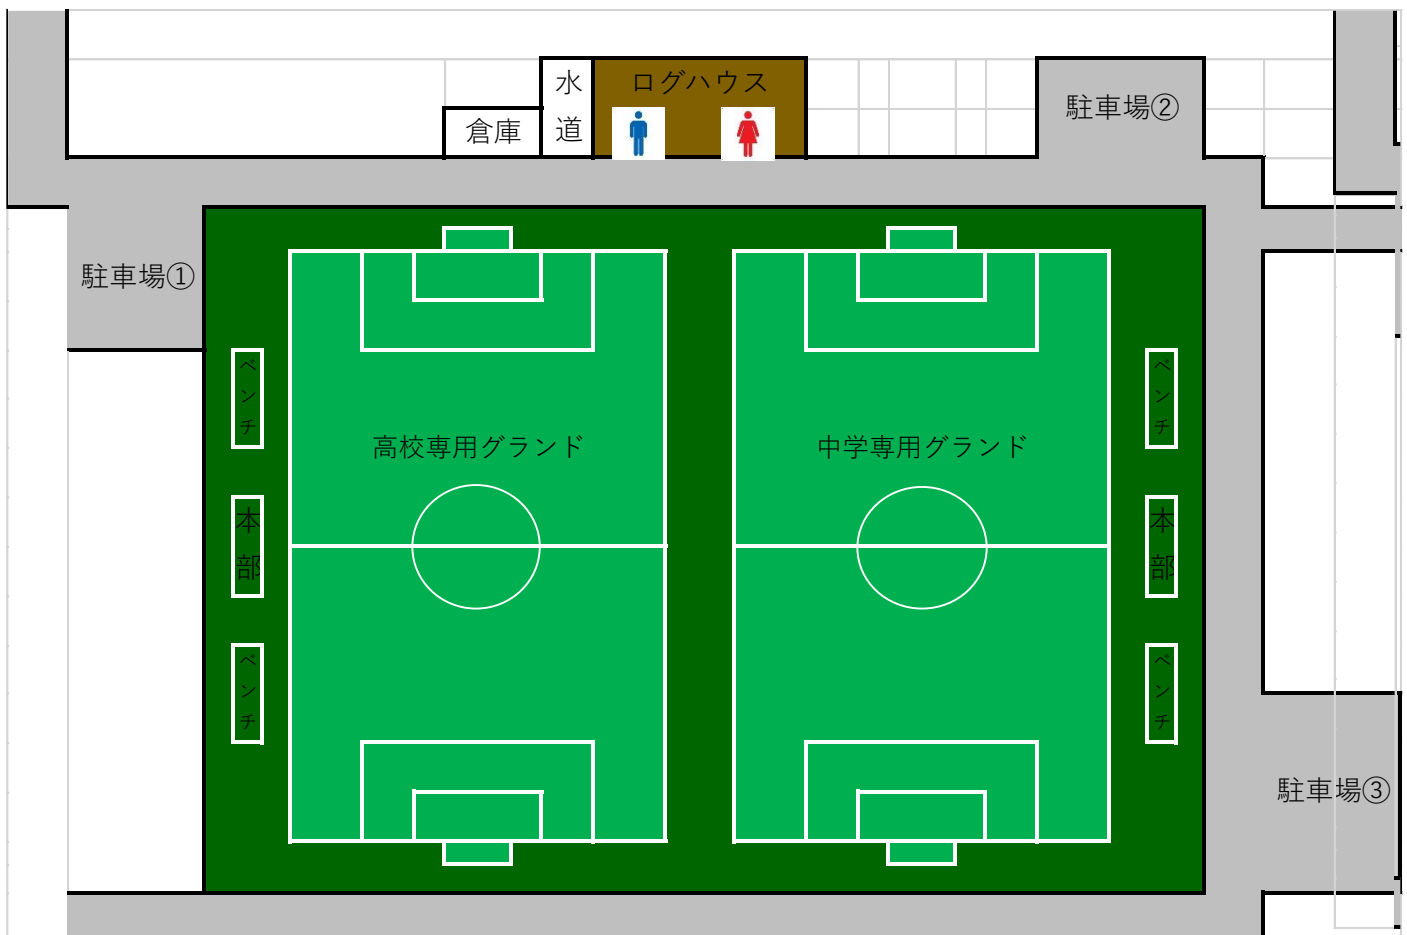 水道
ログハウス
倉庫
駐車場②
駐車場①
ベンチ
ベンチ
高校専用グランド
中学専用グランド
本部
本部
ベンチ
ベンチ
駐車場③